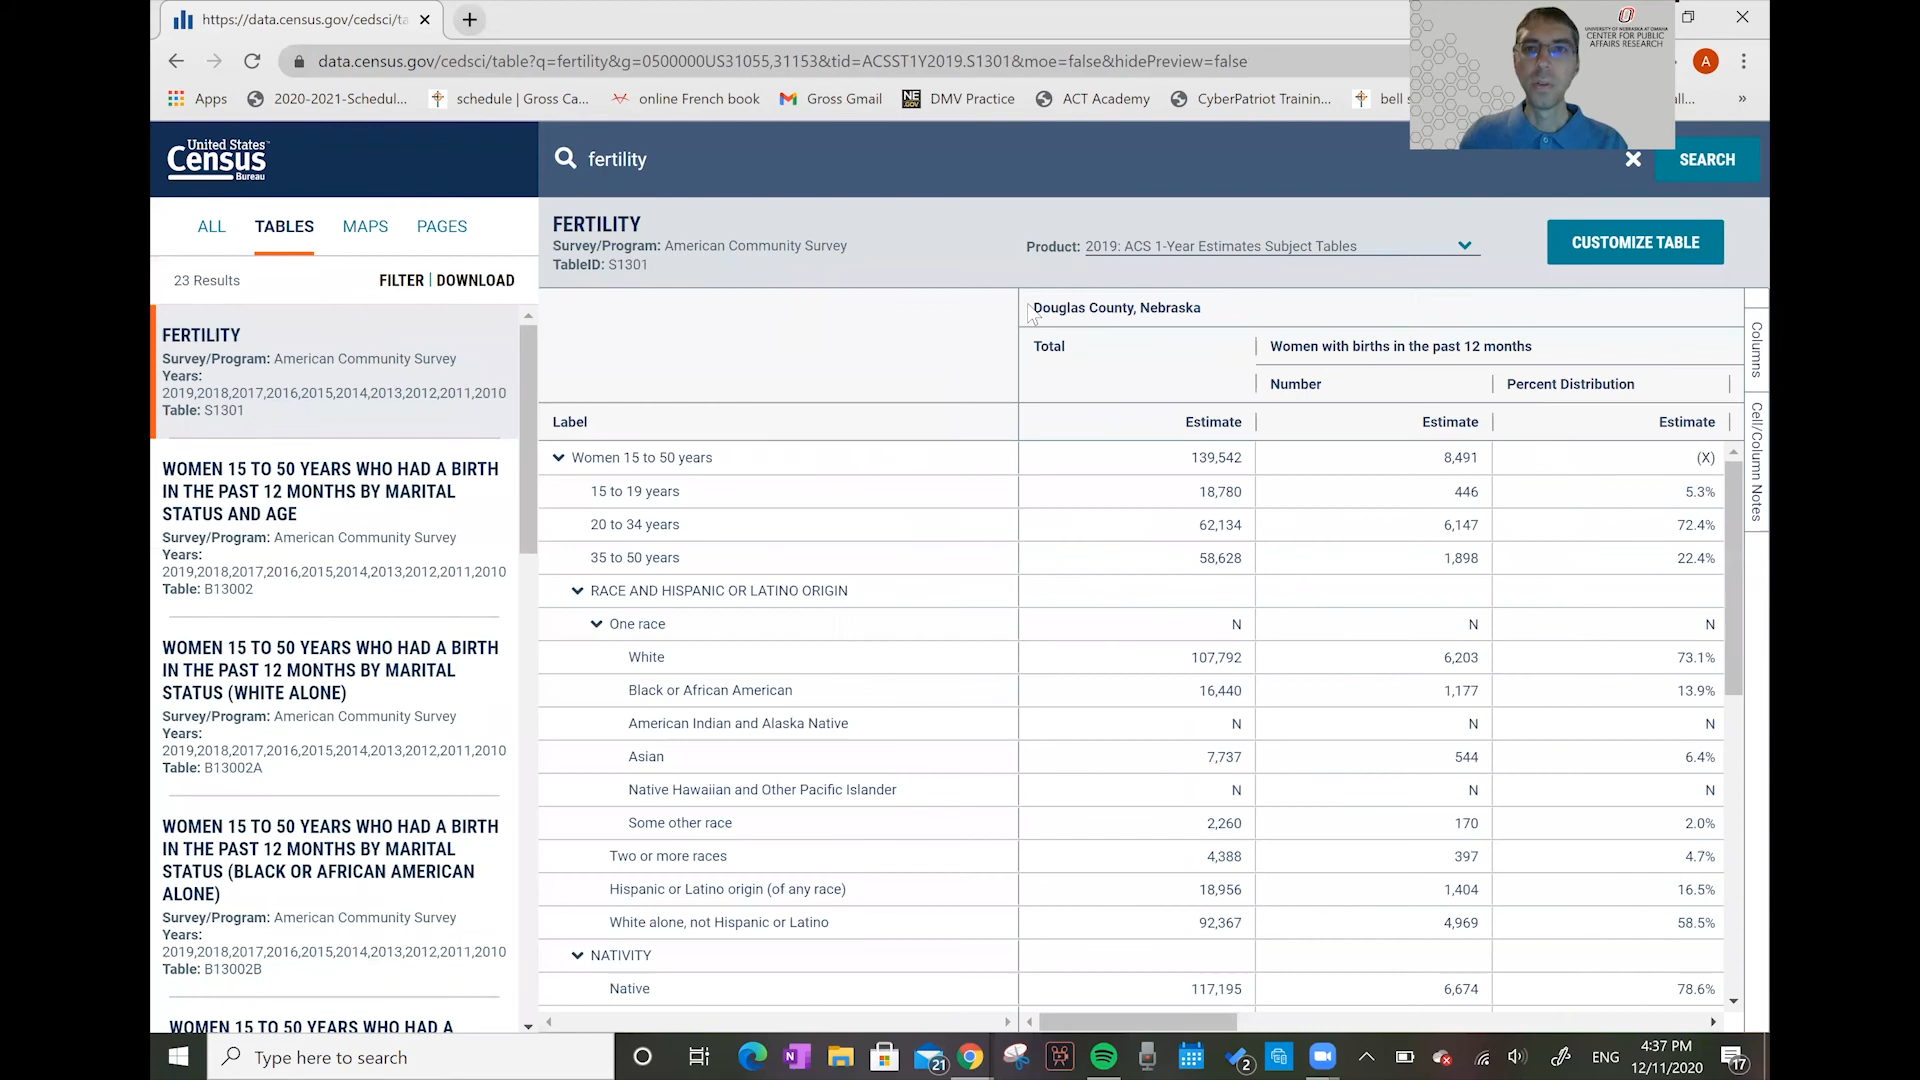 https://data.census.gov/cedsci/ta
data.census.gov/cedsci/table?q=fertility&g=0500000US31055,31153&tid=ACSST1Y2019.S1301&moe=false&hidePreview=false
A
Apps
2020-2021-Schedul...
schedule | Gross Ca...
online French book
Gross Gmail
DMV Practice
ACT Academy
CyberPatriot Trainin...
bell s
all...
»
UNIVERSITY OF NEBRASKA AT OMAHA
CENTER FOR PUBLIC
AFFAIRS RESEARCH
United States
Census
Bureau
fertility
SEARCH
ALL
TABLES
MAPS
PAGES
23 Results
FILTER | DOWNLOAD
FERTILITY
Survey/Program: American Community Survey
Years:
2019,2018,2017,2016,2015,2014,2013,2012,2011,2010
Table: S1301
WOMEN 15 TO 50 YEARS WHO HAD A BIRTH
IN THE PAST 12 MONTHS BY MARITAL
STATUS AND AGE
Survey/Program: American Community Survey
Years:
2019,2018,2017,2016,2015,2014,2013,2012,2011,2010
Table: B13002
WOMEN 15 TO 50 YEARS WHO HAD A BIRTH
IN THE PAST 12 MONTHS BY MARITAL
STATUS (WHITE ALONE)
Survey/Program: American Community Survey
Years:
2019,2018,2017,2016,2015,2014,2013,2012,2011,2010
Table: B13002A
WOMEN 15 TO 50 YEARS WHO HAD A BIRTH
IN THE PAST 12 MONTHS BY MARITAL
STATUS (BLACK OR AFRICAN AMERICAN
ALONE)
Survey/Program: American Community Survey
Years:
2019,2018,2017,2016,2015,2014,2013,2012,2011,2010
Table: B13002B
WOMEN 15 TO 50 YEARS WHO HAD A
FERTILITY
Survey/Program: American Community Survey
TableID: S1301
Product: 2019: ACS 1-Year Estimates Subject Tables
CUSTOMIZE TABLE
Douglas County, Nebraska
Total
Women with births in the past 12 months
Number
Percent Distribution
Label
Estimate
Estimate
Estimate
Women 15 to 50 years 139,542 8,491 (X)
15 to 19 years 18,780 446 5.3%
20 to 34 years 62,134 6,147 72.4%
35 to 50 years 58,628 1,898 22.4%
RACE AND HISPANIC OR LATINO ORIGIN
One race N N N
White 107,792 6,203 73.1%
Black or African American 16,440 1,177 13.9%
American Indian and Alaska Native N N N
Asian 7,737 544 6.4%
Native Hawaiian and Other Pacific Islander N N N
Some other race 2,260 170 2.0%
Two or more races 4,388 397 4.7%
Hispanic or Latino origin (of any race) 18,956 1,404 16.5%
White alone, not Hispanic or Latino 92,367 4,969 58.5%
NATIVITY
Native 117,195 6,674 78.6%
Columns
Cell/Column Notes
Type here to search
21
2
ENG
4:37 PM
12/11/2020
17